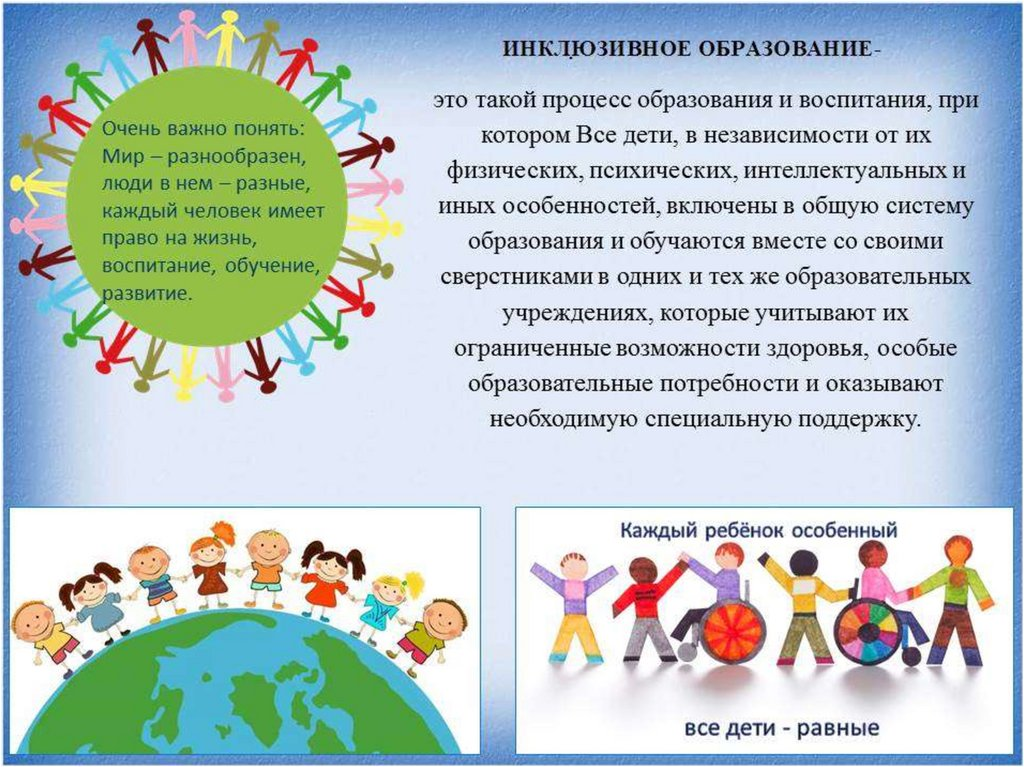 ИНКЛЮЗИВНОЕ ОБРАЗОВАНИЕ-
это такой процесс образования и воспитания, при
котором Все дети, в независимости от их
физических, психических, интеллектуальных и
иных особенностей, включены в общую систему
образования и обучаются вместе со своими
сверстниками в одних и тех же образовательных
учреждениях, которые учитывают их
ограниченные возможности здоровья, особые
образовательные потребности и оказывают
необходимую специальную поддержку.
Очень важно понять:
Мир – разнообразен,
люди в нем – разные,
каждый человек имеет
право на жизнь,
воспитание, обучение,
развитие.
Каждый ребёнок особенный
все дети - равные